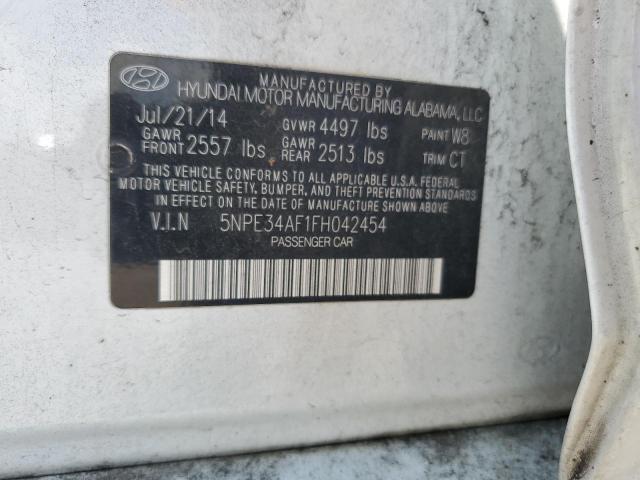 MANUFACTURED BY
HYUNDAI MOTOR MANUFACTURING ALABAMA, LLC
Jul/21/14 GVWR 4497 lbs PAINT W8
GAWR FRONT 2557 lbs GAWR REAR 2513 lbs TRIM CT
THIS VEHICLE CONFORMS TO ALL APPLICABLE U.S.A. FEDERAL
MOTOR VEHICLE SAFETY, BUMPER, AND THEFT PREVENTION STANDARDS
IN EFFECT ON THE DATE OF MANUFACTURE SHOWN ABOVE.
V.I.N 5NPE34AF1FH042454
PASSENGER CAR